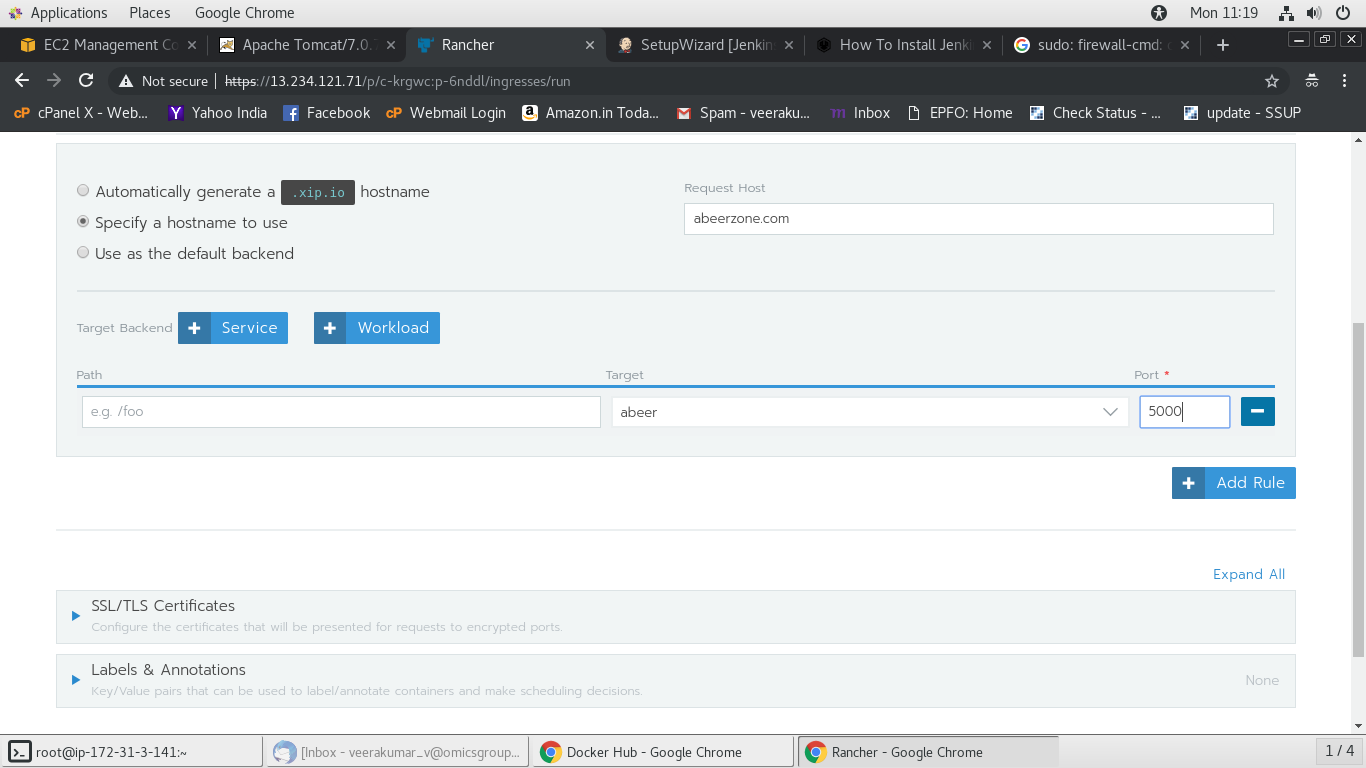 Applications Places Google Chrome Mon 11:19
EC2 Management Co Apache Tomcat/7.0.7 Rancher SetupWizard [Jenkin How To Install Jenki sudo: firewall-cmd: c
Not secure https://13.234.121.71/p/c-krgwc:p-6nddl/ingresses/run
cPanel X - Web... Yahoo India Facebook Webmail Login Amazon.in Toda... Spam - veeraku... Inbox EPFO: Home Check Status - ... update - SSUP
Automatically generate a .xip.io hostname
Specify a hostname to use
Use as the default backend
Request Host
abeerzone.com
Target Backend + Service + Workload
Path Target Port *
e.g. /foo abeer 5000
+ Add Rule
Expand All
SSL/TLS Certificates
Configure the certificates that will be presented for requests to encrypted ports.
Labels & Annotations
Key/Value pairs that can be used to label/annotate containers and make scheduling decisions.
None
root@ip-172-31-3-141:~ [Inbox - veerakumar_v@omicsgroup... Docker Hub - Google Chrome Rancher - Google Chrome 1 / 4